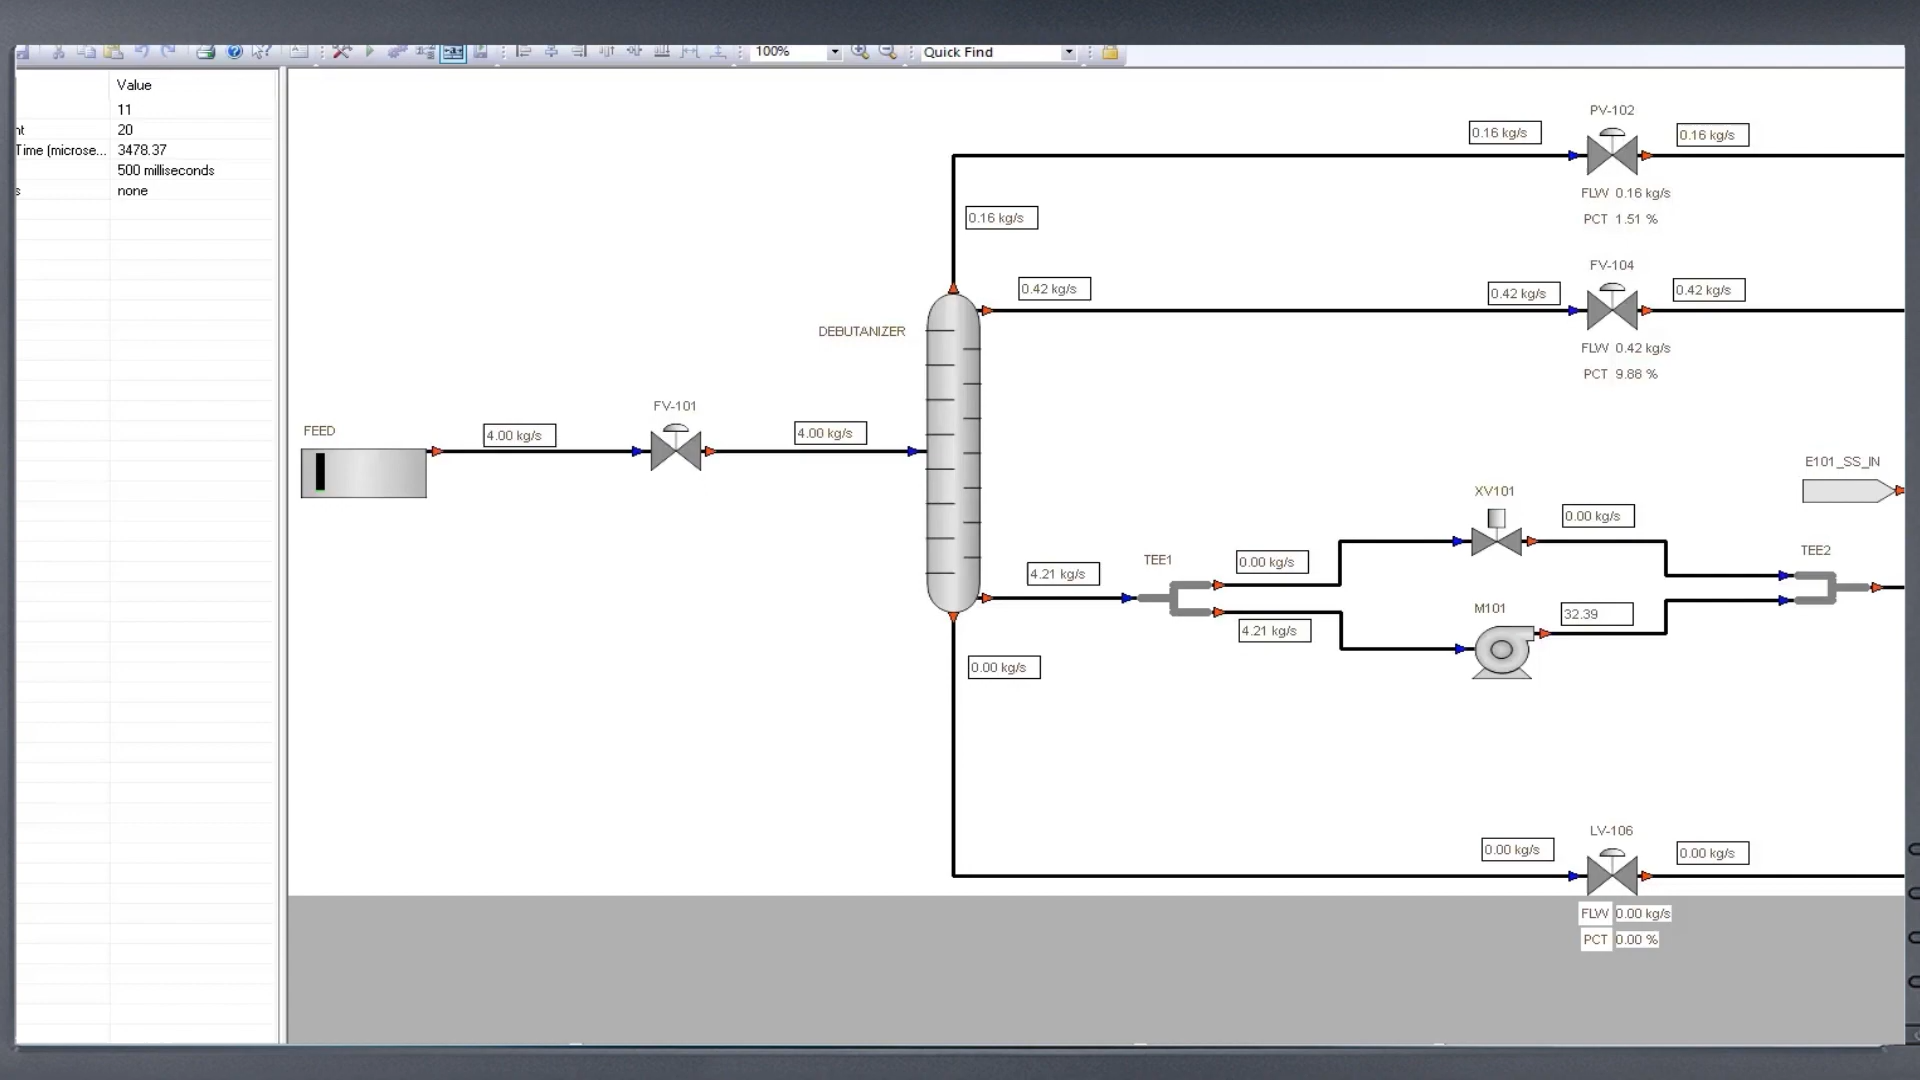 100%
Quick Find
Value
11
nt 20
Time (microse... 3478.37
500 milliseconds
s none
PV-102
0.16 kg/s
0.16 kg/s
FLW 0.16 kg/s
PCT 1.51 %
0.16 kg/s
FV-104
0.42 kg/s
0.42 kg/s
0.42 kg/s
DEBUTANIZER
FLW 0.42 kg/s
PCT 9.86 %
FV-101
FEED
4.00 kg/s
4.00 kg/s
E101_SS_IN
XV101
0.00 kg/s
TEE1
TEE2
0.00 kg/s
4.21 kg/s
M101
32.39
4.21 kg/s
0.00 kg/s
LV-106
0.00 kg/s
0.00 kg/s
FLW 0.00 kg/s
PCT 0.00 %